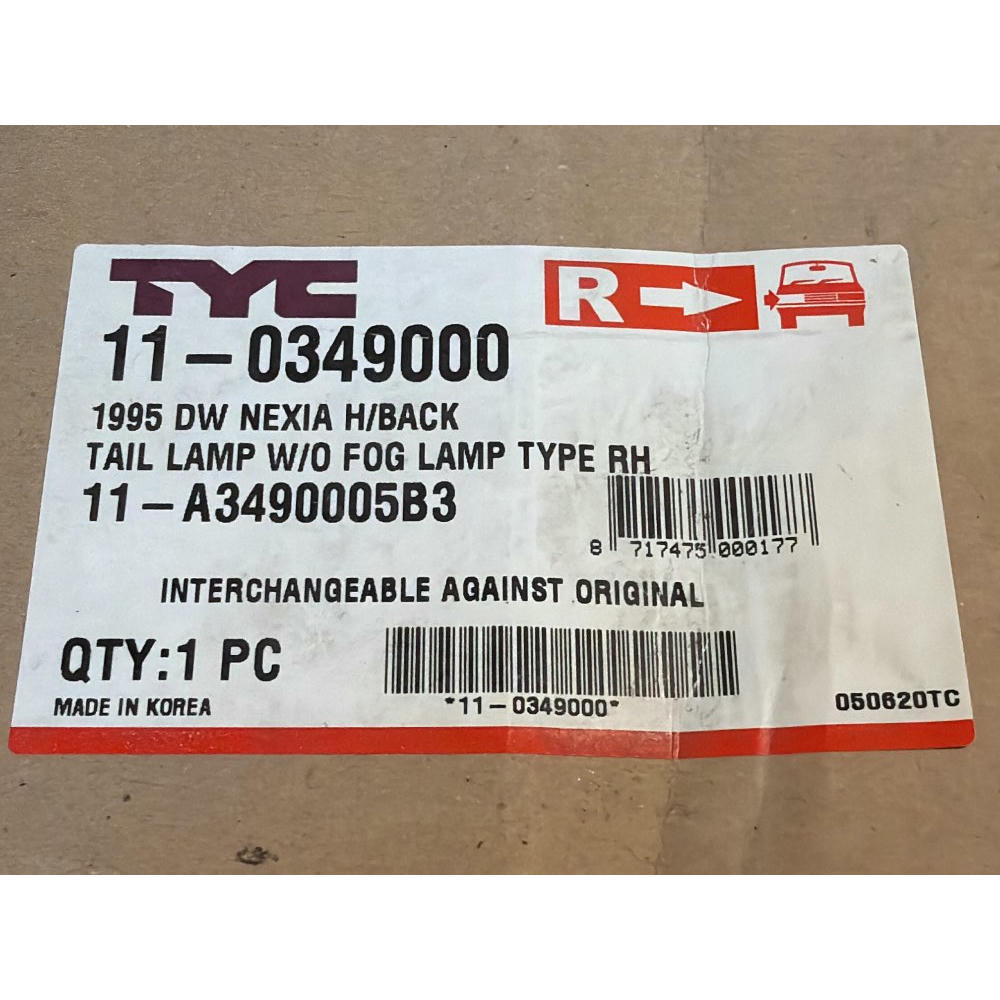 TYC
R
11-0349000
1995 DW NEXIA H/BACK
TAIL LAMP W/O FOG LAMP TYPE RH
11-A3490005B3
8 717475 000177
INTERCHANGEABLE AGAINST ORIGINAL
QTY:1 PC
*11-0349000*
MADE IN KOREA
050620TC